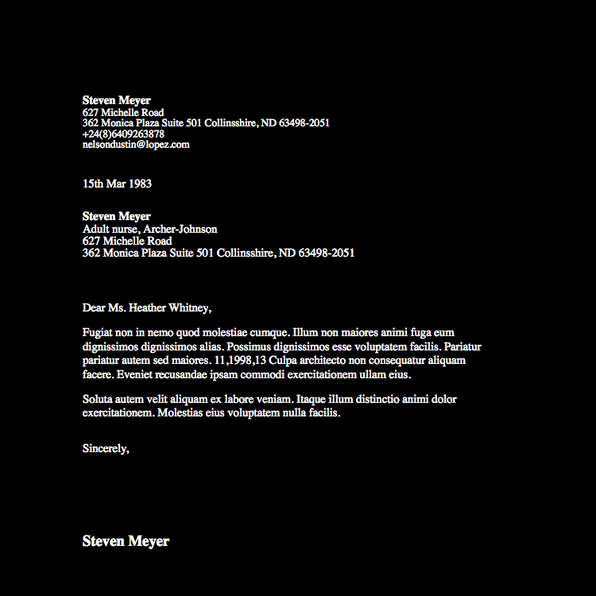 Steven Meyer
627 Michelle Road
362 Monica Plaza Suite 501 Collinsshire, ND 63498-2051
+24(8)6409263878
nelsondustin@lopez.com
15th Mar 1983
Steven Meyer
Adult nurse, Archer-Johnson
627 Michelle Road
362 Monica Plaza Suite 501 Collinsshire, ND 63498-2051
Dear Ms. Heather Whitney,
Fugiat non in nemo quod molestiae cumque. Illum non maiores animi fuga eum
dignissimos dignissimos alias. Possimus dignissimos esse voluptatem facilis. Pariatur
pariatur autem sed maiores. 11,1998,13 Culpa architecto non consequatur aliquam
facere. Eveniet recusandae ipsam commodi exercitationem ullam eius.
Soluta autem velit aliquam ex labore veniam. Itaque illum distinctio animi dolor
exercitationem. Molestias eius voluptatem nulla facilis.
Sincerely,
Steven Meyer